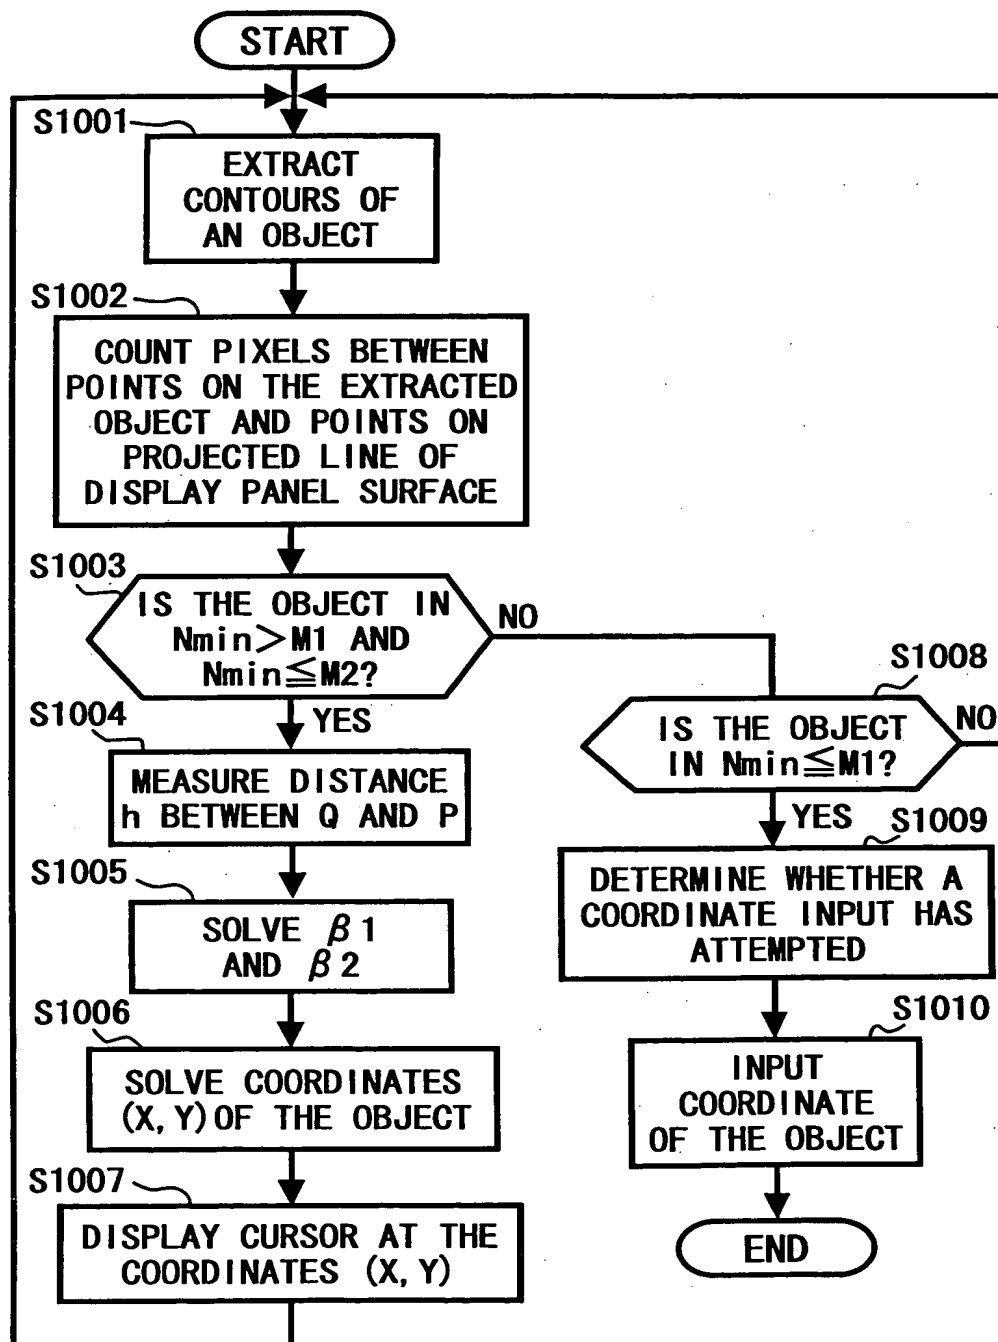 START
S1001
EXTRACT
CONTOURS OF
AN OBJECT
S1002
COUNT PIXELS BETWEEN
POINTS ON THE EXTRACTED
OBJECT AND POINTS ON
PROJECTED LINE OF
DISPLAY PANEL SURFACE
S1003
IS THE OBJECT IN
Nmin>M1 AND
Nmin≦M2?
NO
YES
S1004
MEASURE DISTANCE
h BETWEEN Q AND P
S1005
SOLVE β1
AND β2
S1006
SOLVE COORDINATES
(X, Y) OF THE OBJECT
S1007
DISPLAY CURSOR AT THE
COORDINATES (X, Y)
S1008
IS THE OBJECT
IN Nmin≦M1?
NO
YES
S1009
DETERMINE WHETHER A
COORDINATE INPUT HAS
ATTEMPTED
S1010
INPUT
COORDINATE
OF THE OBJECT
END